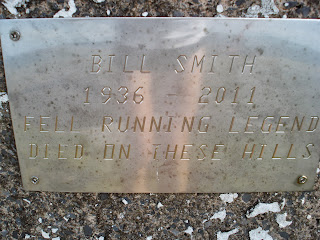 BILL SMITH
1936 - 2011
FELL RUNNING LEGEND
DIED ON THESE HILLS